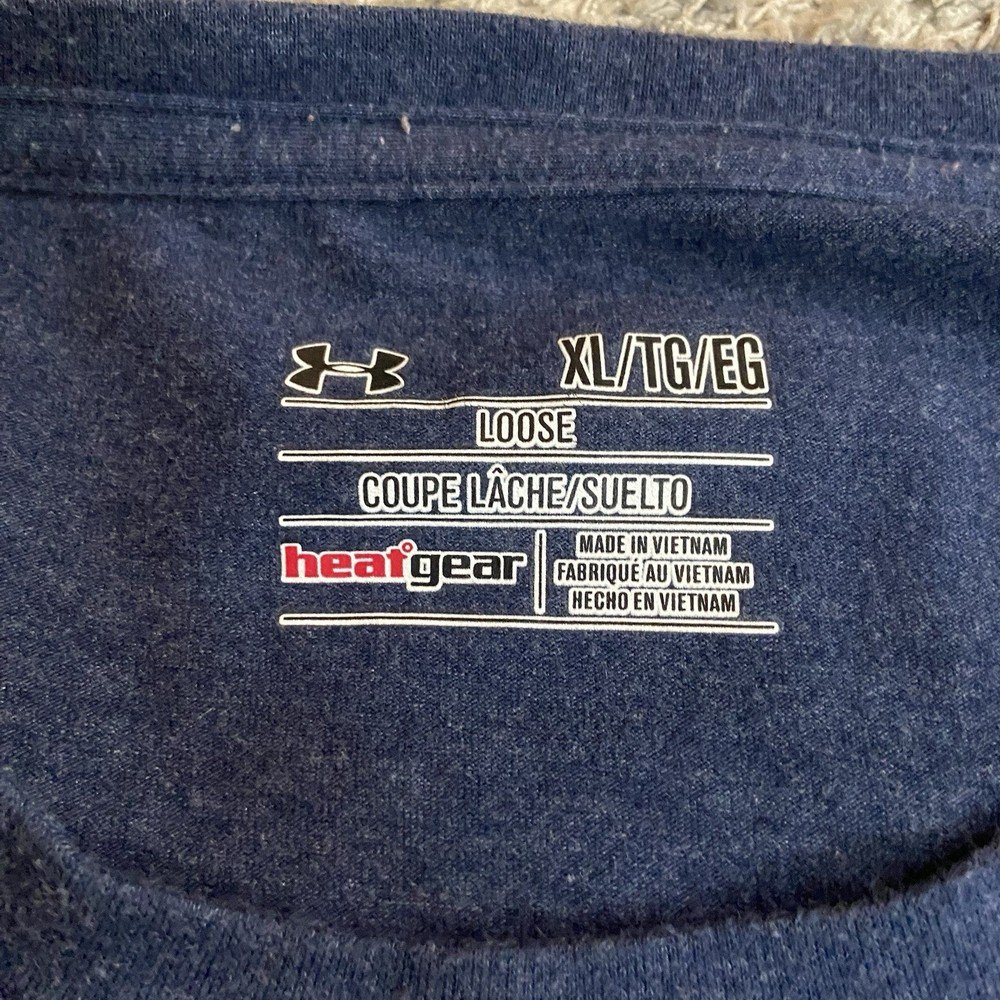 XL/TG/EG
LOOSE
COUPE LÂCHE/SUELTO
heatgear
MADE IN VIETNAM
FABRIQUÉ AU VIETNAM
HECHO EN VIETNAM